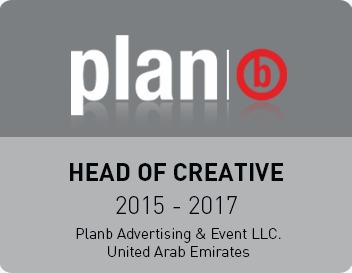 plan b
HEAD OF CREATIVE
2015 - 2017
Planb Advertising & Event LLC.
United Arab Emirates